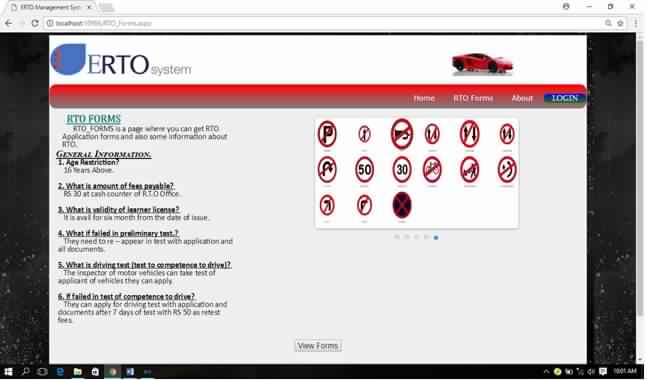 ERTO-Management Syst
localhost:10986/RTO_Forms.aspx
ERTO system
Home RTO Forms About LOGIN
RTO FORMS
RTO_FORMS is a page where you can get RTO
Application forms and also some information about
RTO.
GENERAL INFORMATION.
1. Age Restriction?
16 Years Above.
2. What is amount of fees payable?
RS 30 at cash counter of R.T.O Office.
3. What is validity of learner license?
It is avail for six month from the date of issue.
4. What if failed in preliminary test.?
They need to re – appear in test with application and
all documents.
5. What is driving test (test to competence to drive)?
The inspector of motor vehicles can take test of
applicant of vehicles they can apply.
6. If failed in test of competence to drive?
They can apply for driving test with application and
documents after 7 days of test with RS 50 as retest
fees.
50 30
View Forms
10:01 AM